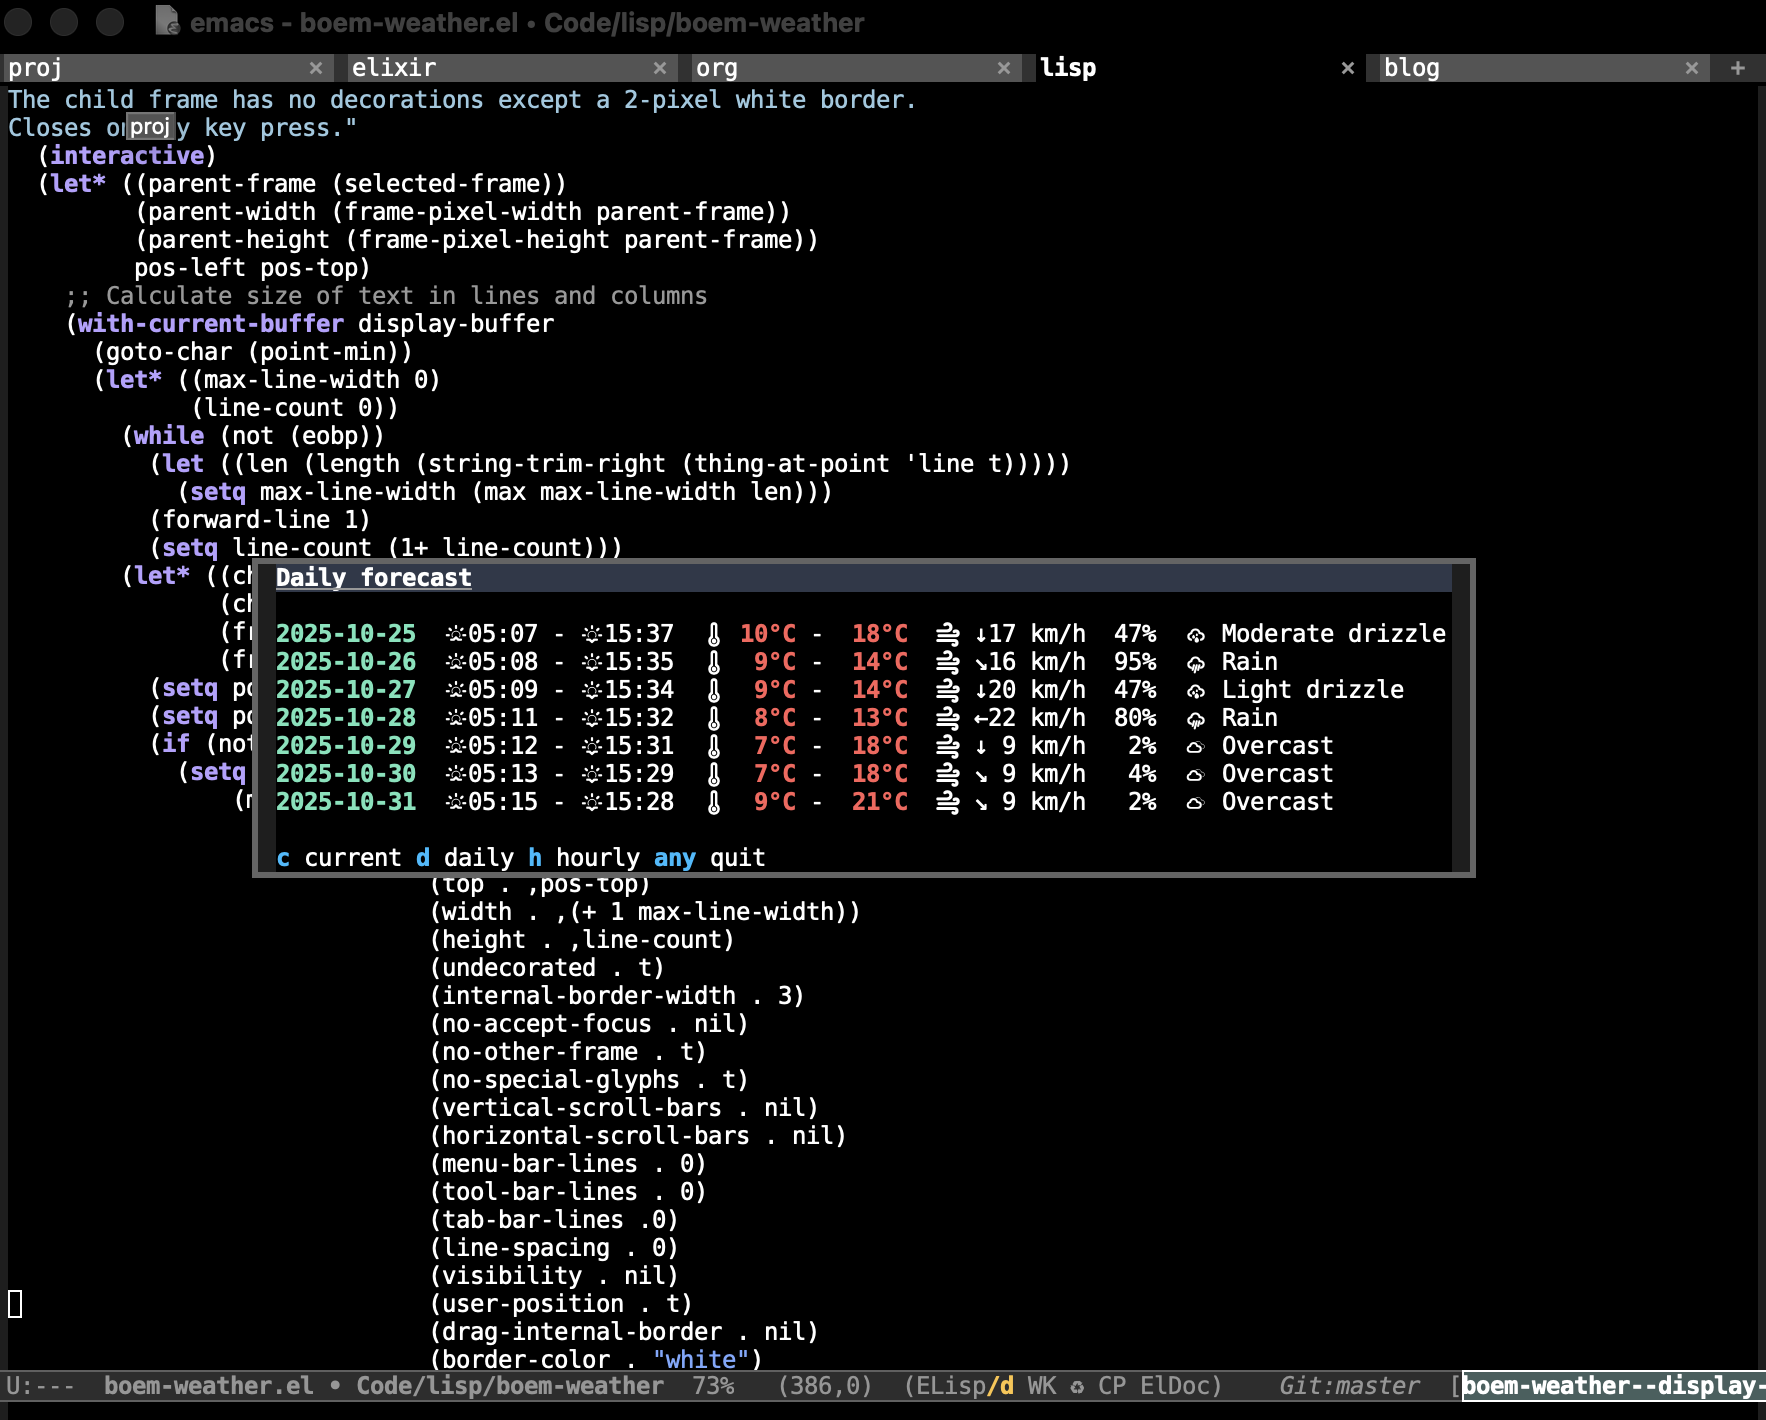 emacs - boem-weather.el • Code/lisp/boem-weather
proj × elixir × org × lisp × blog × +
The child frame has no decorations except a 2-pixel white border.
Closes on y key press."
proj
(interactive)
(let* ((parent-frame (selected-frame))
(parent-width (frame-pixel-width parent-frame))
(parent-height (frame-pixel-height parent-frame))
pos-left pos-top)
;; Calculate size of text in lines and columns
(with-current-buffer display-buffer
(goto-char (point-min))
(let* ((max-line-width 0)
(line-count 0))
(while (not (eobp))
(let ((len (length (string-trim-right (thing-at-point 'line t)))))
(setq max-line-width (max max-line-width len)))
(forward-line 1)
(setq line-count (1+ line-count)))
(let* ((ch
(ch
(fr
(fr
(setq po
(setq po
(if (not
(setq
Daily forecast
2025-10-25 05:07 - 15:37 10°C - 18°C ↓17 km/h 47% Moderate drizzle
2025-10-26 05:08 - 15:35 9°C - 14°C ↘16 km/h 95% Rain
2025-10-27 05:09 - 15:34 9°C - 14°C ↓20 km/h 47% Light drizzle
2025-10-28 05:11 - 15:32 8°C - 13°C ←22 km/h 80% Rain
2025-10-29 05:12 - 15:31 7°C - 18°C ↓ 9 km/h 2% Overcast
2025-10-30 05:13 - 15:29 7°C - 18°C ↘ 9 km/h 4% Overcast
2025-10-31 05:15 - 15:28 9°C - 21°C ↘ 9 km/h 2% Overcast
c current d daily h hourly any quit
(top . ,pos-top)
(width . ,(+ 1 max-line-width))
(height . ,line-count)
(undecorated . t)
(internal-border-width . 3)
(no-accept-focus . nil)
(no-other-frame . t)
(no-special-glyphs . t)
(vertical-scroll-bars . nil)
(horizontal-scroll-bars . nil)
(menu-bar-lines . 0)
(tool-bar-lines . 0)
(tab-bar-lines .0)
(line-spacing . 0)
(visibility . nil)
(user-position . t)
(drag-internal-border . nil)
(border-color . "white")
U:--- boem-weather.el • Code/lisp/boem-weather 73% (386,0) (ELisp/d WK ♻ CP ElDoc) Git:master [boem-weather--display-